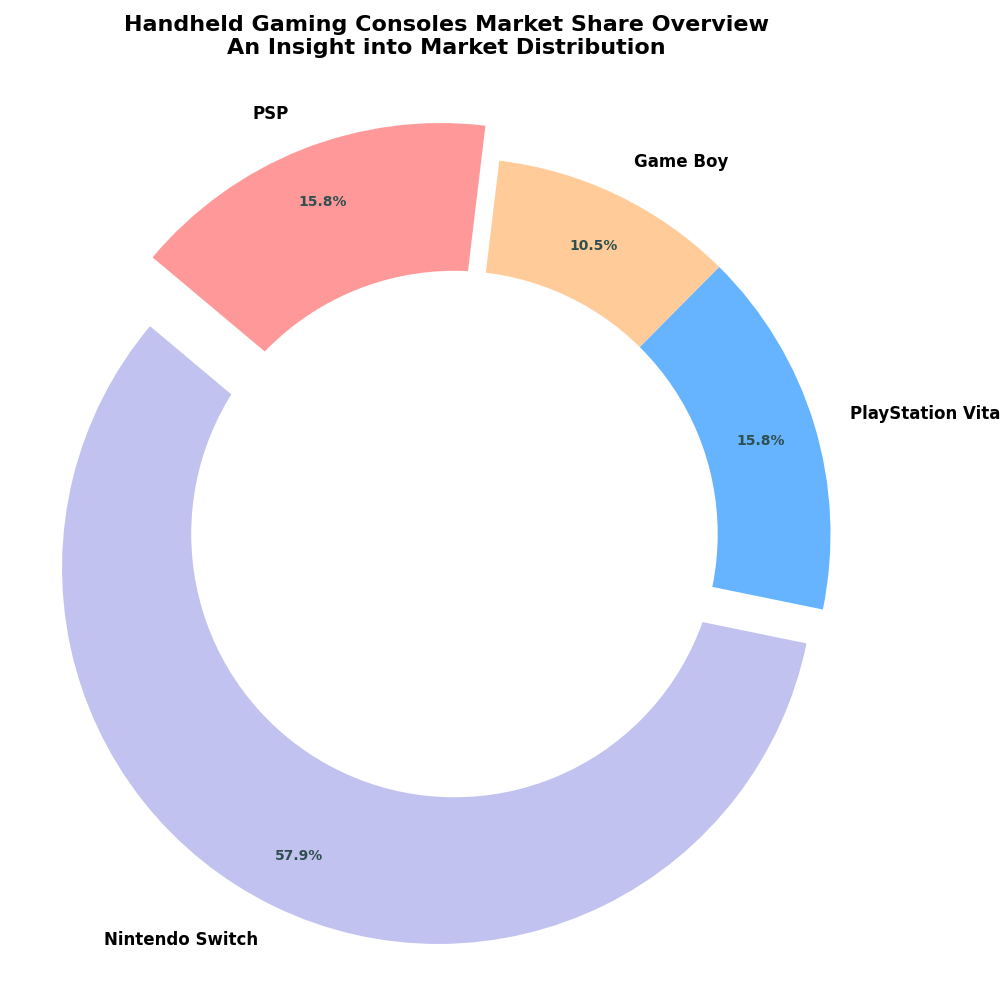 Handheld Gaming Consoles Market Share Overview
An Insight into Market Distribution
PSP
Game Boy
15.8%
10.5%
PlayStation Vita
15.8%
57.9%
Nintendo Switch